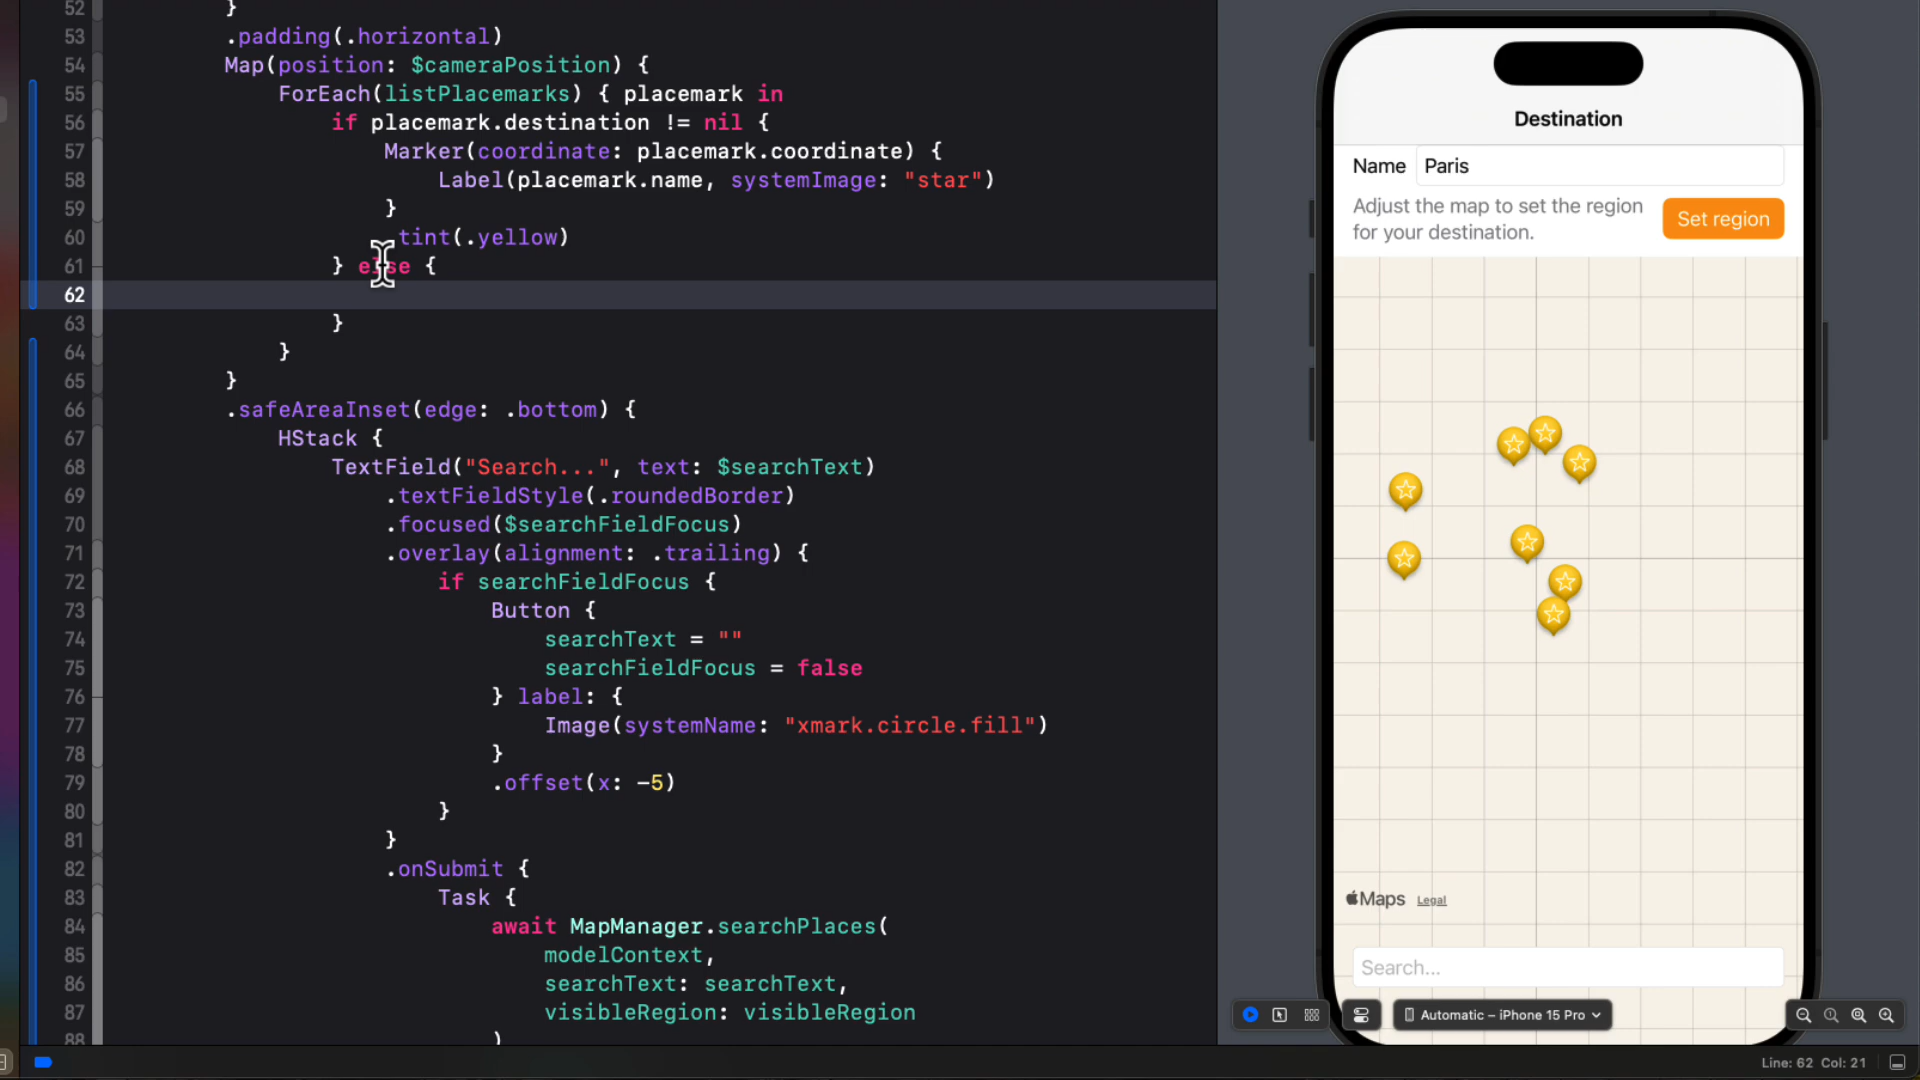 52 }
53 .padding(.horizontal)
54 Map(position: $cameraPosition) {
55 ForEach(listPlacemarks) { placemark in
56 if placemark.destination != nil {
57 Marker(coordinate: placemark.coordinate) {
58 Label(placemark.name, systemImage: "star")
59 }
60 .tint(.yellow)
61 } else {
62
63 }
64 }
65 }
66 .safeAreaInset(edge: .bottom) {
67 HStack {
68 TextField("Search...", text: $searchText)
69 .textFieldStyle(.roundedBorder)
70 .focused($searchFieldFocus)
71 .overlay(alignment: .trailing) {
72 if searchFieldFocus {
73 Button {
74 searchText = ""
75 searchFieldFocus = false
76 } label: {
77 Image(systemName: "xmark.circle.fill")
78 }
79 .offset(x: -5)
80 }
81 }
82 .onSubmit {
83 Task {
84 await MapManager.searchPlaces(
85 modelContext,
86 searchText: searchText,
87 visibleRegion: visibleRegion
88 )
Destination
Name Paris
Adjust the map to set the region
for your destination.
Set region
Maps Legal
Search...
Automatic – iPhone 15 Pro
Line: 62 Col: 21